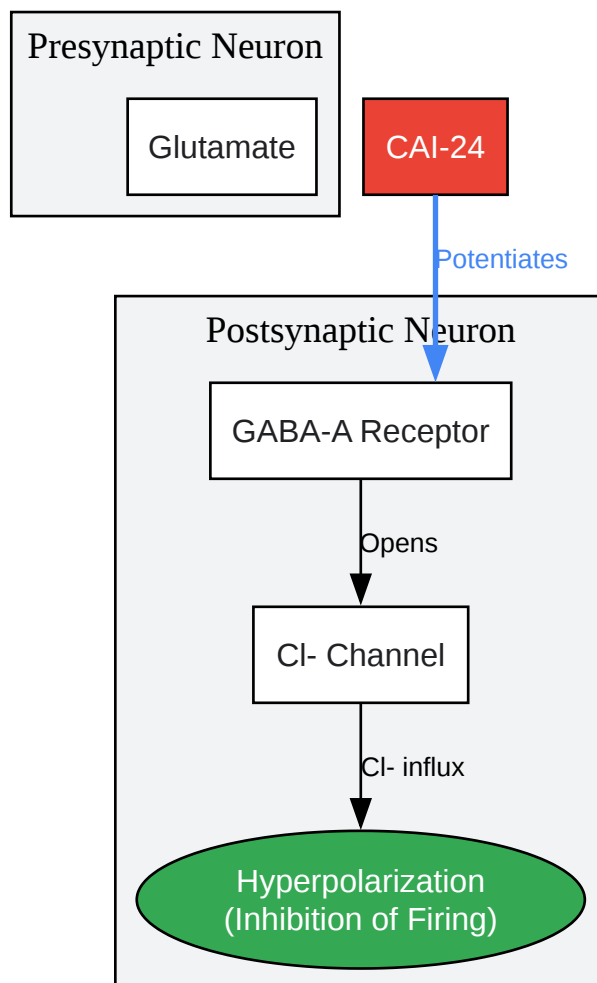 Presynaptic Neuron
Glutamate
CAI-24
Potentiates
Postsynaptic Neuron
GABA-A Receptor
Opens
Cl- Channel
Cl- influx
Hyperpolarization
(Inhibition of Firing)